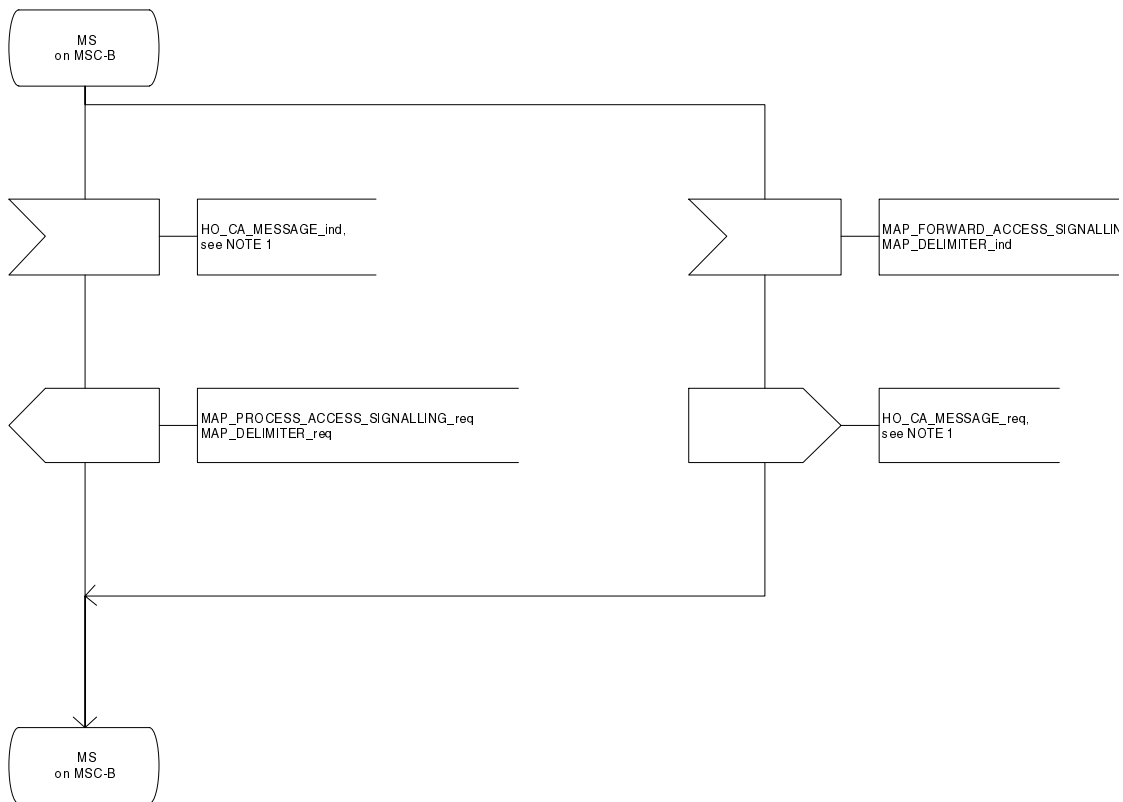 MS
on MSC-B
HO_CA_MESSAGE_ind,
see NOTE 1
MAP_FORWARD_ACCESS_SIGNALLIN
MAP_DELIMITER_ind
MAP_PROCESS_ACCESS_SIGNALLING_req
MAP_DELIMITER_req
HO_CA_MESSAGE_req,
see NOTE 1
MS
on MSC-B